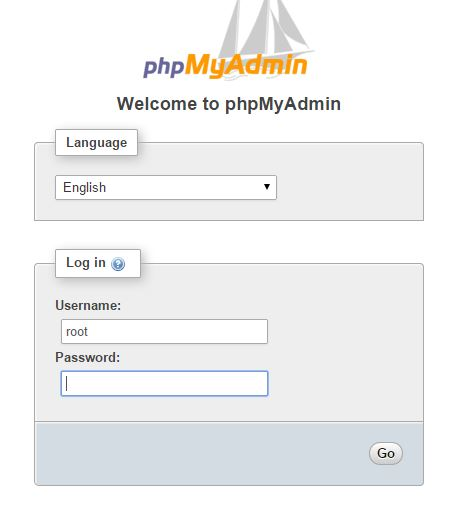 phpMyAdmin
Welcome to phpMyAdmin
Language
English
Log in
Username:
root
Password:
Go